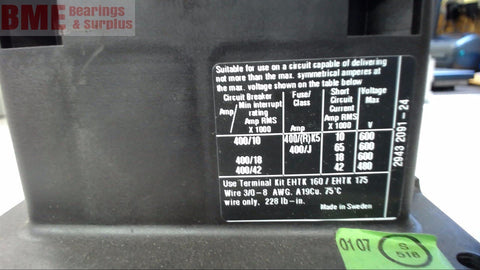 BME Bearings & Surplus
Suitable for use on a circuit capable of delivering
not more than the max. symmetrical amperes at
the max. voltage shown on the table below
Circuit Breaker Fuse/ Short Voltage
Amp/ Min interrupt Class Circuit Max
rating Current
Amp RMS Amp Amp RMS
X 1000 X 1000 V
400/10 400/(R)K5 10 600
400/J 65 600
400/18 18 600
400/42 42 480
Use Terminal Kit EHTK 160 / EHTK 175
Wire 3/0-8 AWG. A19Cu. 75°C
wire only, 228 lb-in. Made in Sweden
2943 2091-24
0107 S
518